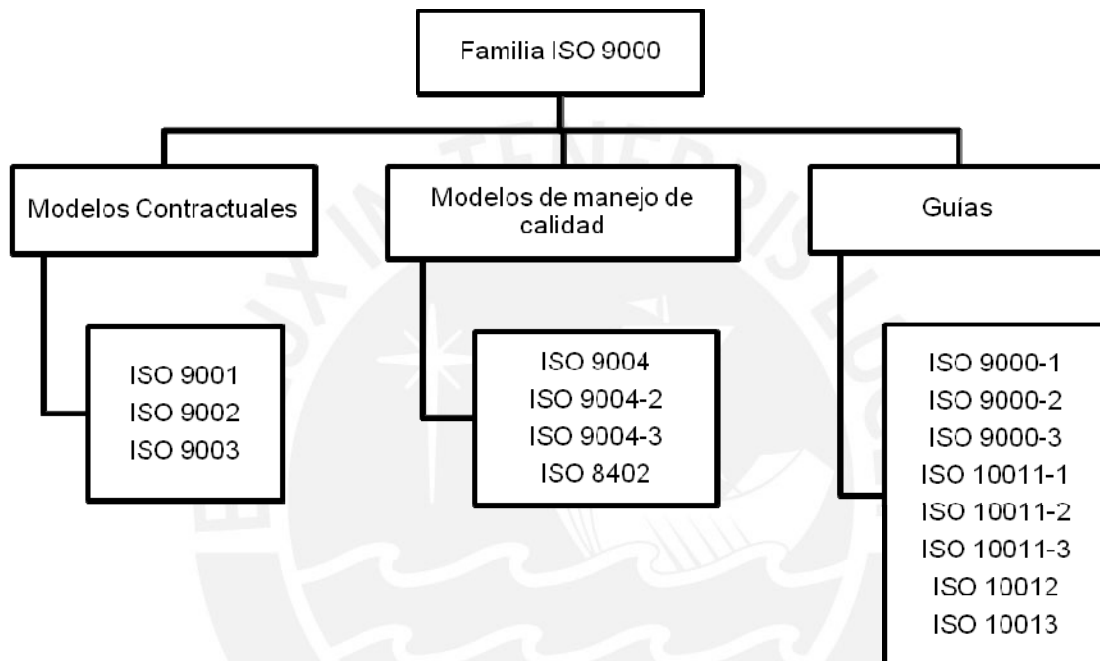 Familia ISO 9000
Modelos Contractuales
Modelos de manejo de
calidad
Guías
ISO 9001
ISO 9002
ISO 9003
ISO 9004
ISO 9004-2
ISO 9004-3
ISO 8402
ISO 9000-1
ISO 9000-2
ISO 9000-3
ISO 10011-1
ISO 10011-2
ISO 10011-3
ISO 10012
ISO 10013